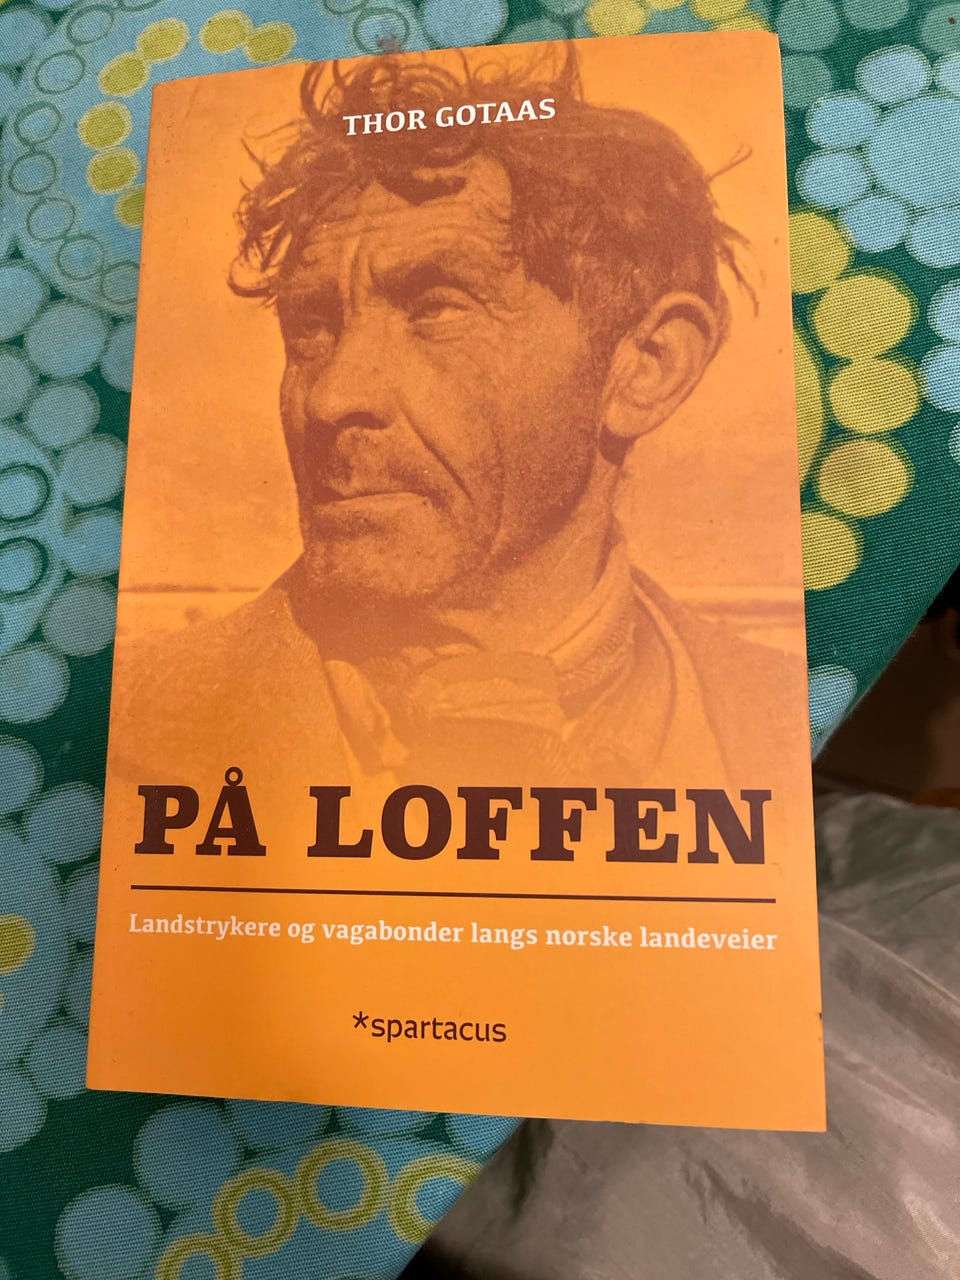 THOR GOTAAS
PÅ LOFFEN
Landstrykere og vagabonder langs norske landeveier
*spartacus